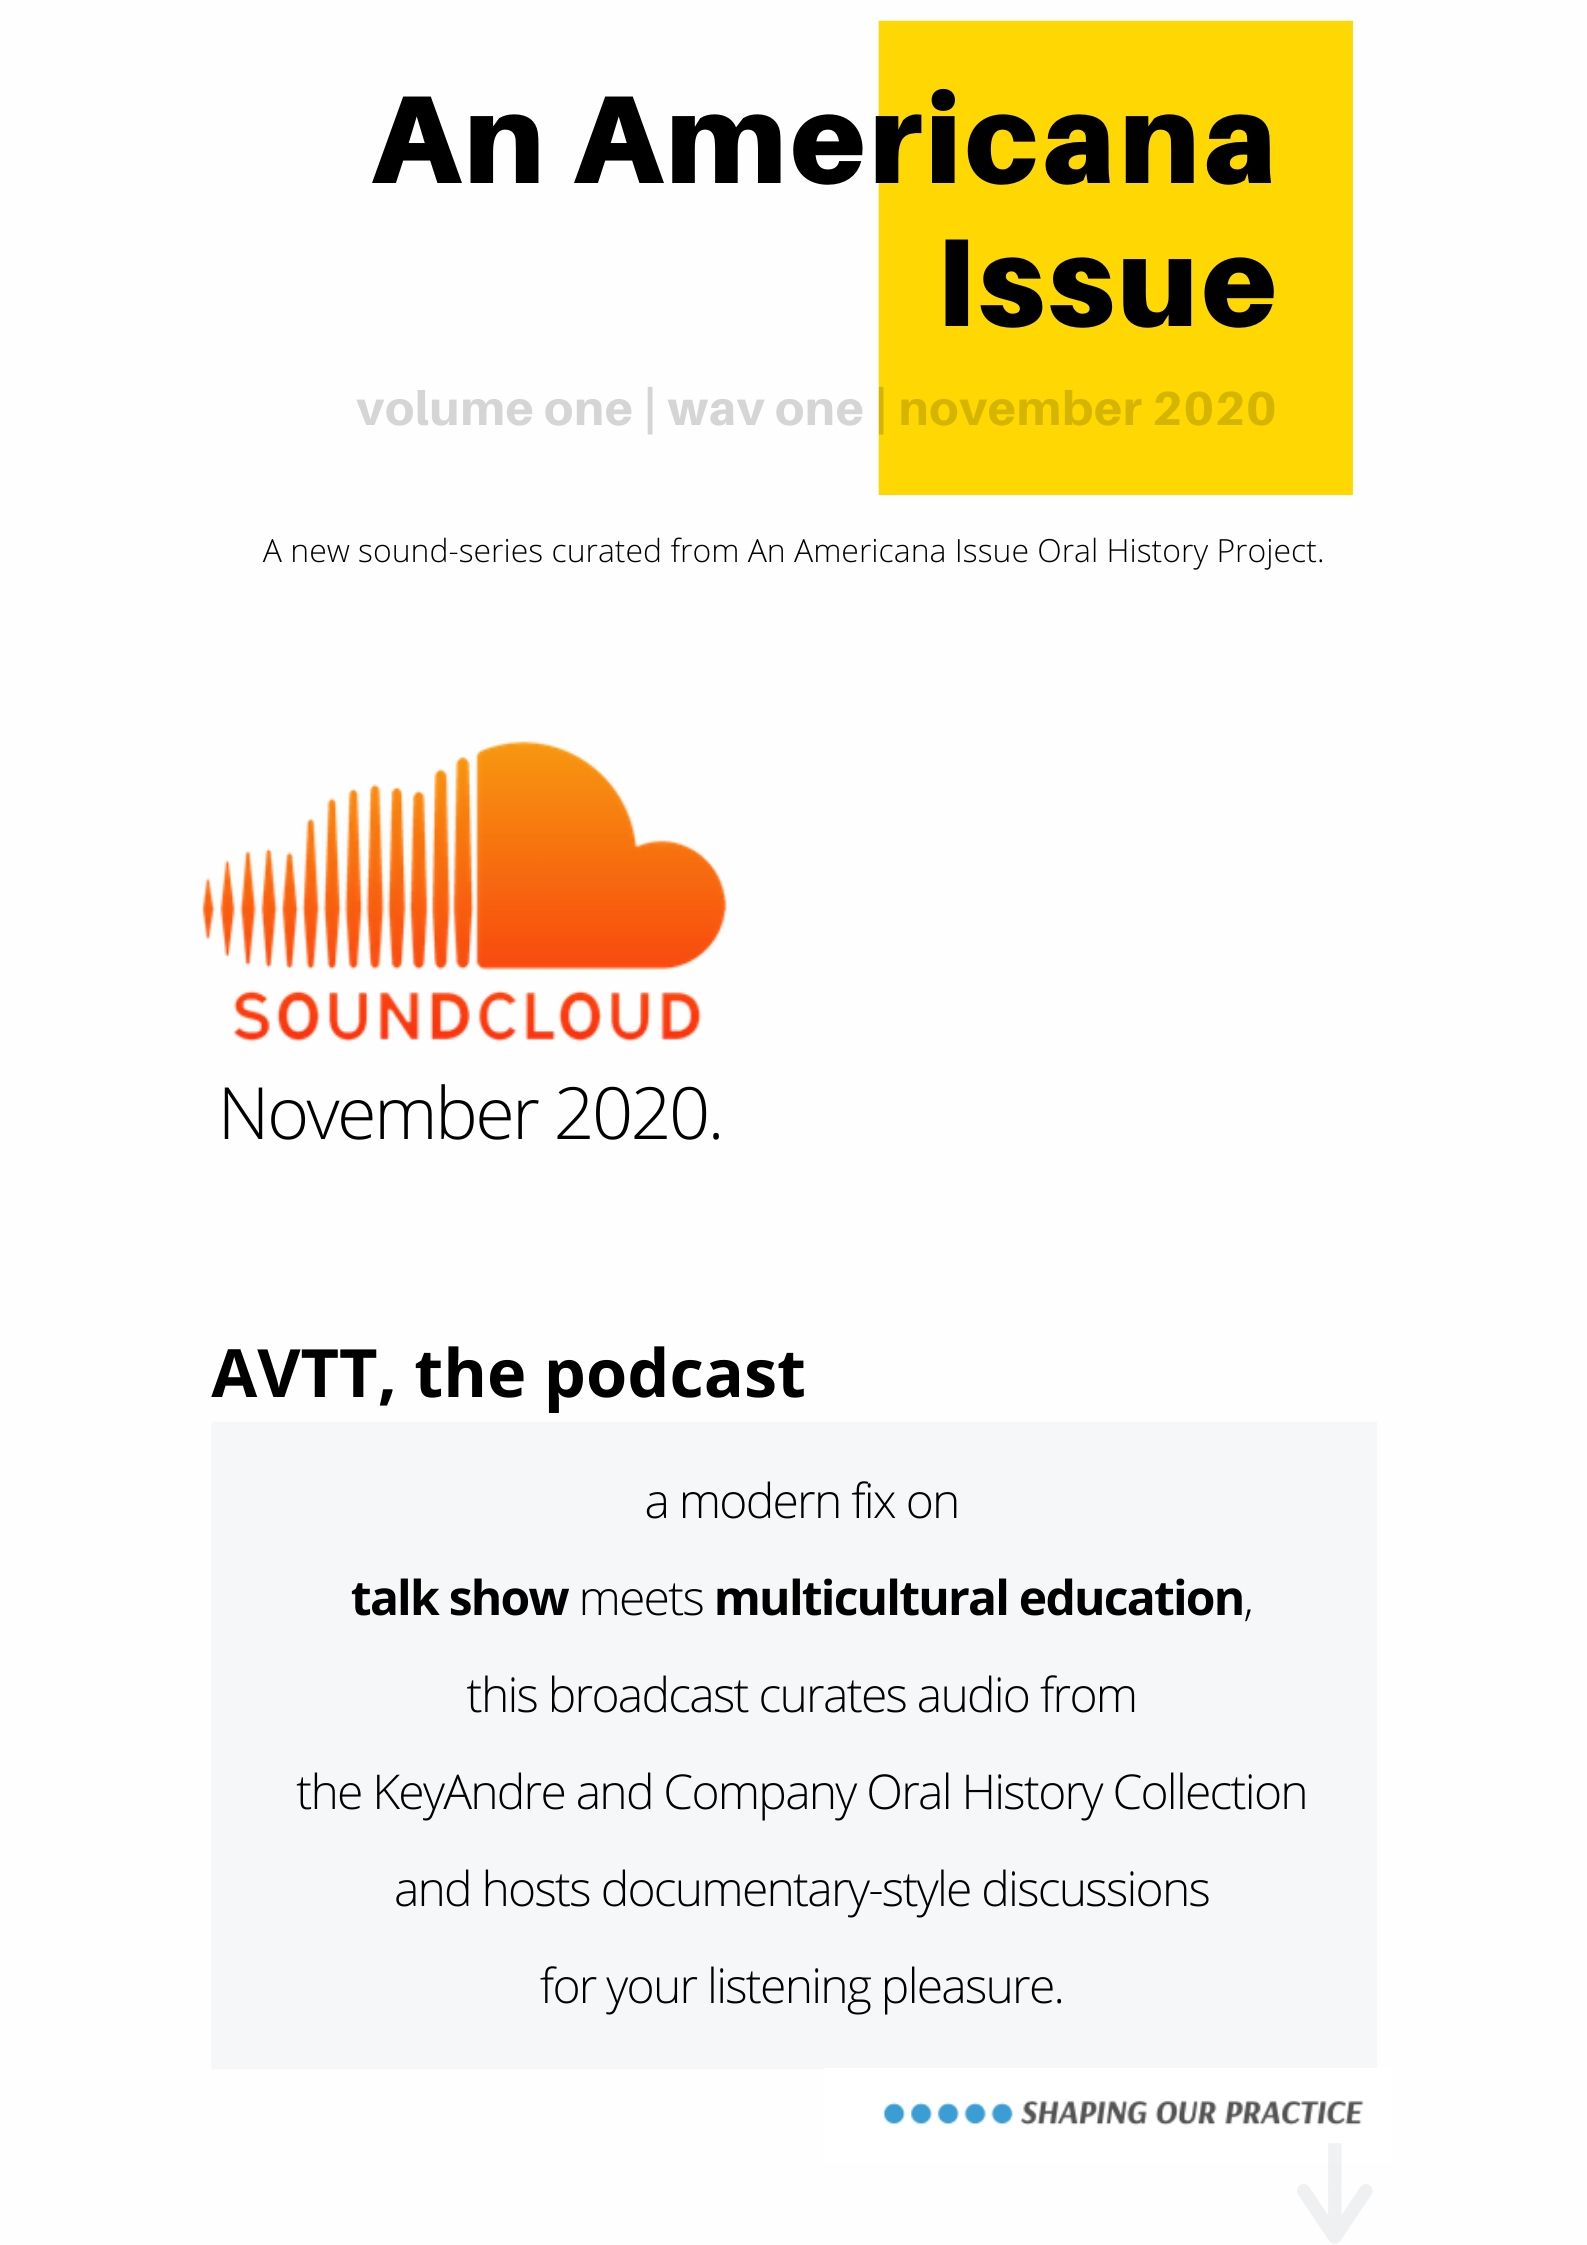 An Americana
Issue
volume one | wav one | november 2020
A new sound-series curated from An Americana Issue Oral History Project.
SOUNDCLOUD
November 2020.
AVTT, the podcast
a modern fix on
talk show meets multicultural education,
this broadcast curates audio from
the KeyAndre and Company Oral History Collection
and hosts documentary-style discussions
for your listening pleasure.
SHAPING OUR PRACTICE